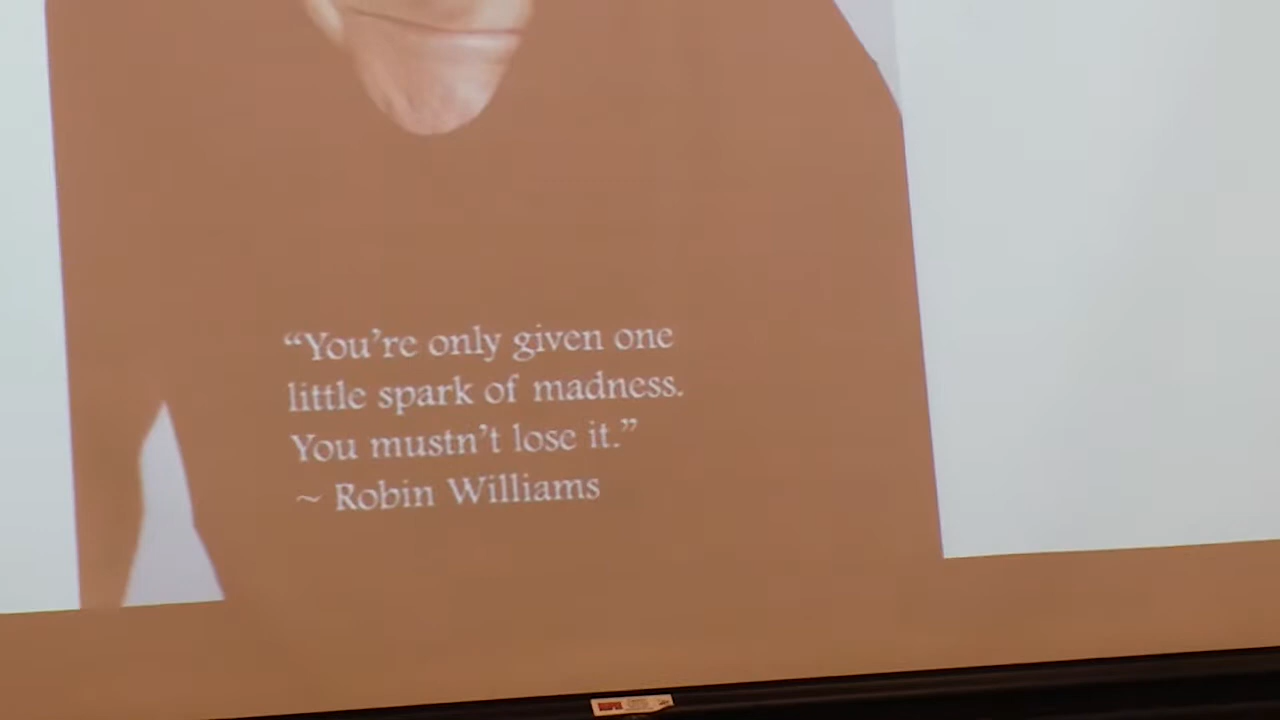 “You’re only given one
little spark of madness.
You mustn’t lose it.”
~ Robin Williams